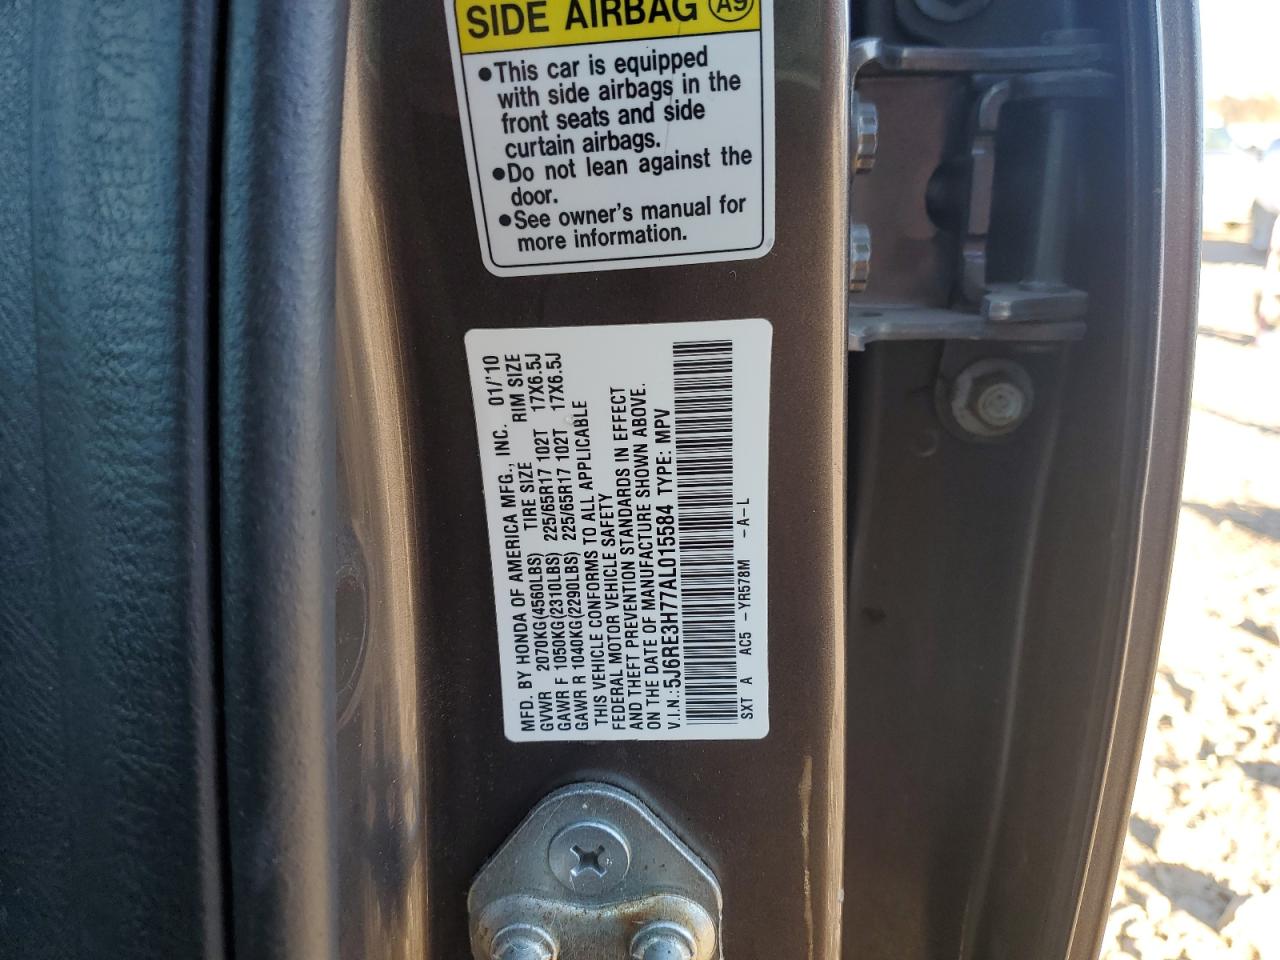 SIDE AIRBAG A9
•This car is equipped
with side airbags in the
front seats and side
curtain airbags.
•Do not lean against the
door.
•See owner's manual for
more information.
MFD. BY HONDA OF AMERICA MFG., INC. 01/'10
TIRE SIZE RIM SIZE
GVWR 2070KG(4560LBS)
GAWR F 1050KG(2310LBS) 225/65R17 102T 17X6.5J
GAWR R 1040KG(2290LBS) 225/65R17 102T 17X6.5J
THIS VEHICLE CONFORMS TO ALL APPLICABLE
FEDERAL MOTOR VEHICLE SAFETY
AND THEFT PREVENTION STANDARDS IN EFFECT
ON THE DATE OF MANUFACTURE SHOWN ABOVE.
V.I.N.:5J6RE3H77AL015584 TYPE: MPV
SXT A AC5 -YR578M -A-L